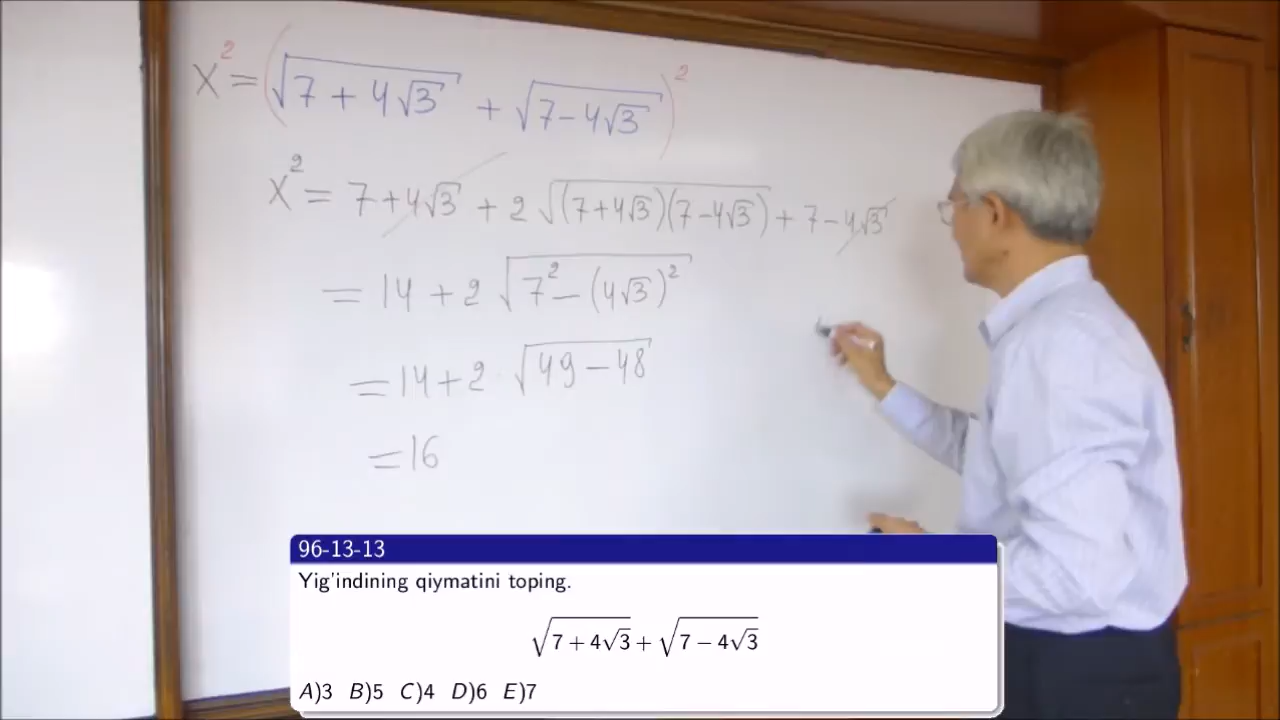 x² = (√(7 + 4√3) + √(7 - 4√3))²
x² = 7 + 4√3 + 2 √((7+4√3)(7-4√3)) + 7 - 4√3
= 14 + 2 √(7² - (4√3)²)
= 14 + 2 · √(49 - 48)
= 16
96-13-13
Yig'indining qiymatini toping.
√(7 + 4√3) + √(7 − 4√3)
A)3 B)5 C)4 D)6 E)7